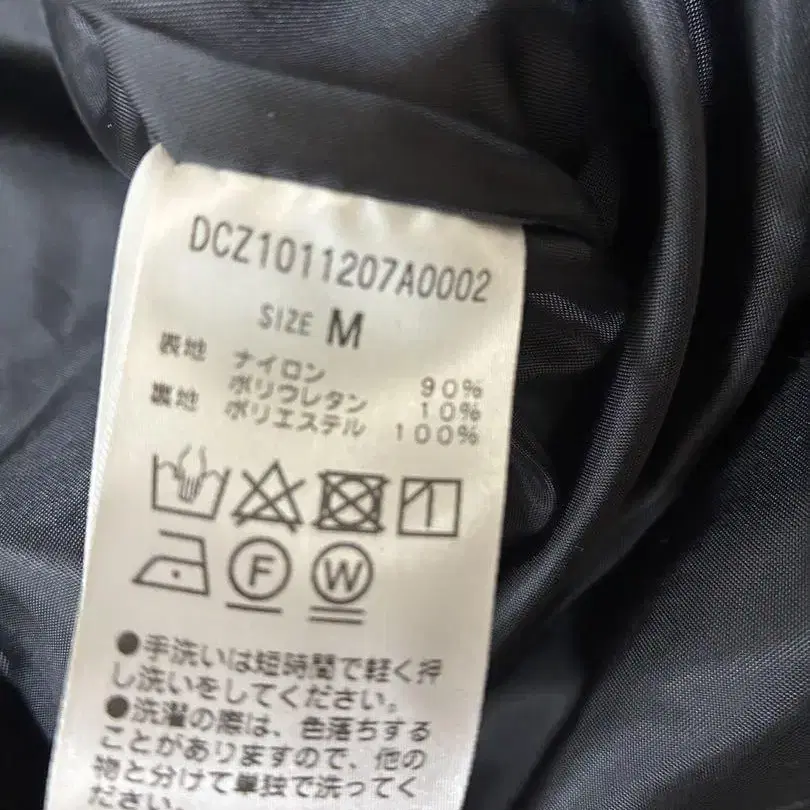 DCZ1011207A0002
SIZE M
表地 ナイロン 90%
ポリウレタン 10%
裏地 ポリエステル 100%
F W
●手洗いは短時間で軽く押
し洗いをしてください。
●洗濯の際は、色落ちする
ことがありますので、他の
物と分けて単独で洗ってく
ださい。